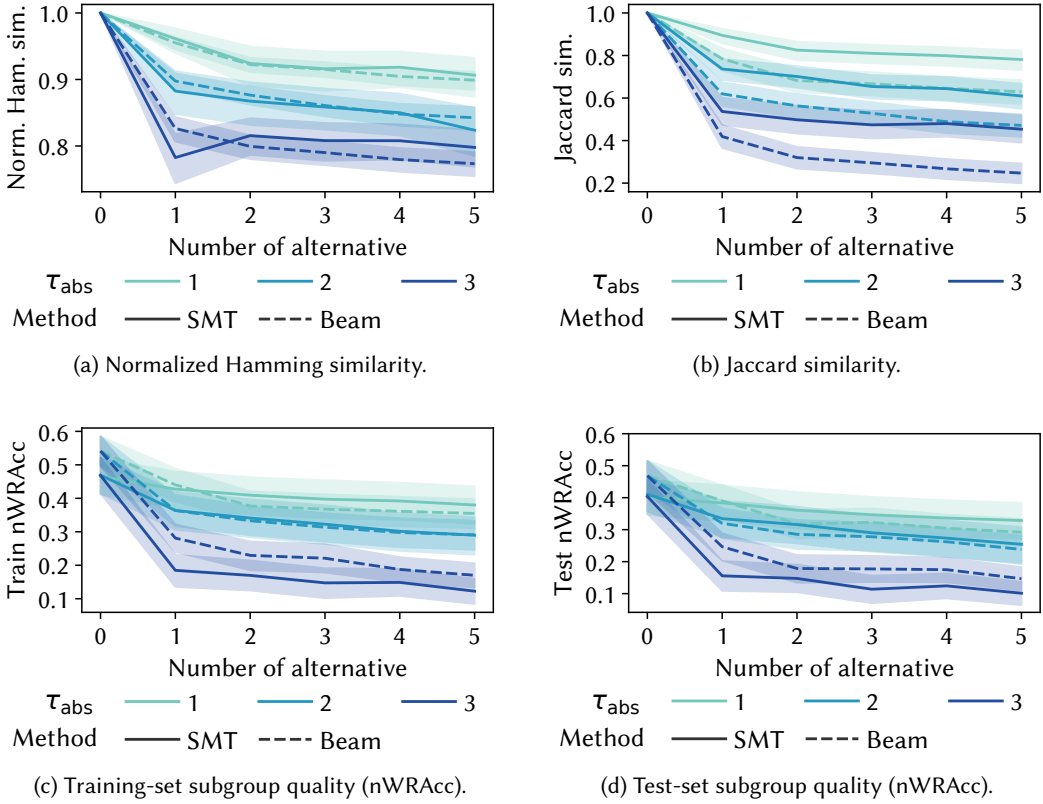 1.0
0.9
0.8
Norm. Ham. sim.
0 1 2 3 4 5
Number of alternative
τabs 1 2 3
Method SMT Beam
(a) Normalized Hamming similarity.
1.0
0.8
0.6
0.4
0.2
Jaccard sim.
0 1 2 3 4 5
Number of alternative
τabs 1 2 3
Method SMT Beam
(b) Jaccard similarity.
0.6
0.5
0.4
0.3
0.2
0.1
Train nWRAcc
0 1 2 3 4 5
Number of alternative
τabs 1 2 3
Method SMT Beam
(c) Training-set subgroup quality (nWRAcc).
0.6
0.5
0.4
0.3
0.2
0.1
Test nWRAcc
0 1 2 3 4 5
Number of alternative
τabs 1 2 3
Method SMT Beam
(d) Test-set subgroup quality (nWRAcc).